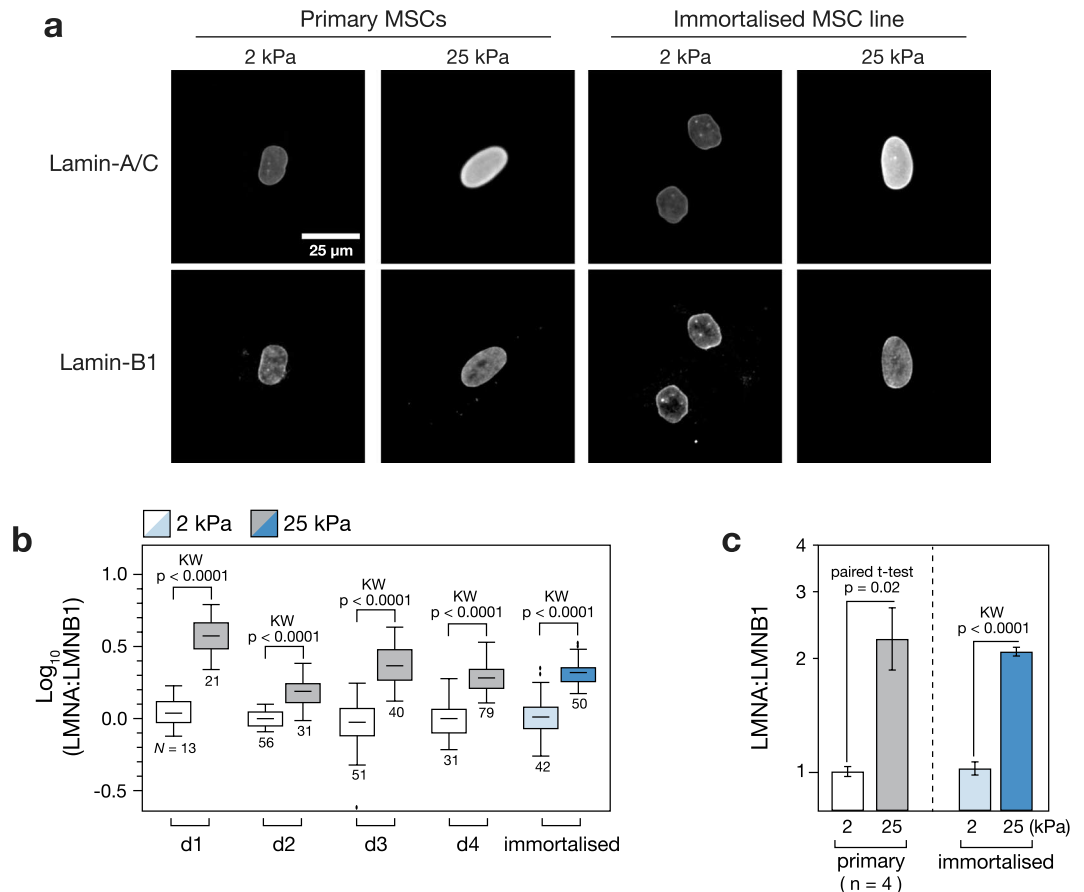 a
Primary MSCs
Immortalised MSC line
2 kPa
25 kPa
2 kPa
25 kPa
Lamin-A/C
25 µm
Lamin-B1
b
2 kPa
25 kPa
Log10
(LMNA:LMNB1)
1.0
0.5
0.0
-0.5
KW
p < 0.0001
KW
p < 0.0001
KW
p < 0.0001
KW
p < 0.0001
KW
p < 0.0001
N = 13
21
56
31
51
40
31
79
42
50
d1
d2
d3
d4
immortalised
c
LMNA:LMNB1
4
3
2
1
paired t-test
p = 0.02
KW
p < 0.0001
2
25
2
25 (kPa)
primary
( n = 4 )
immortalised